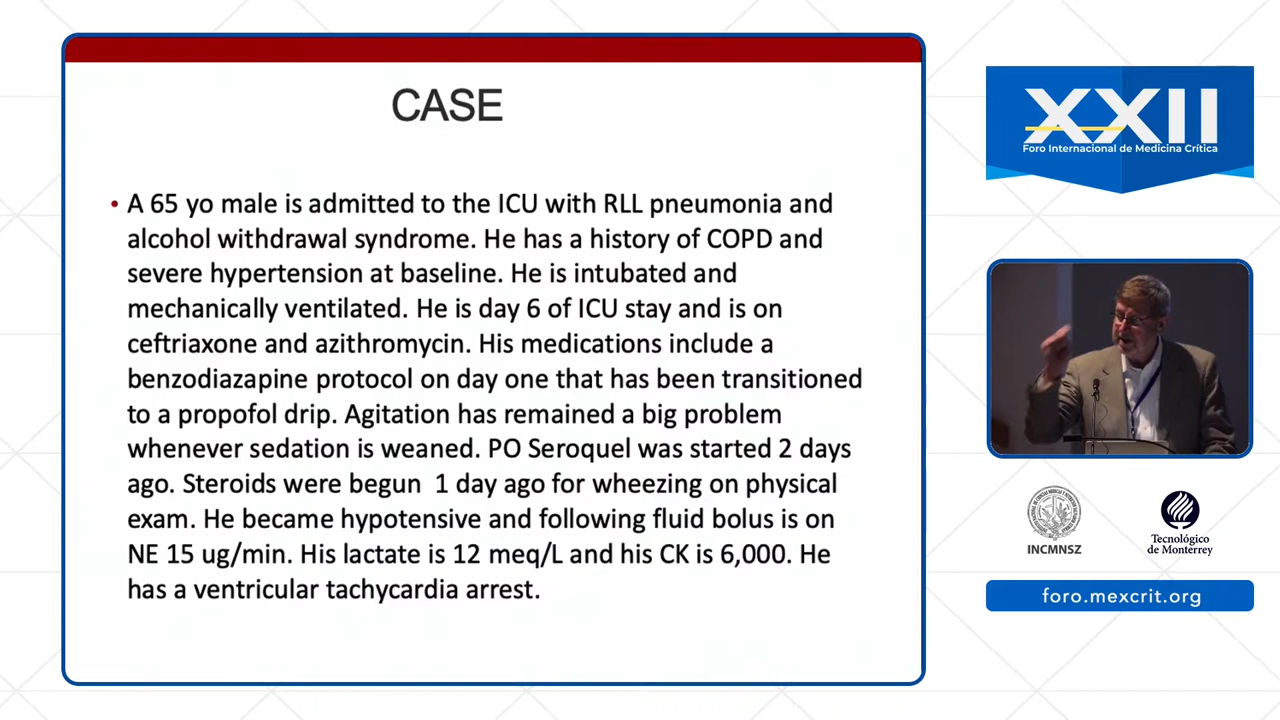 CASE
• A 65 yo male is admitted to the ICU with RLL pneumonia and
alcohol withdrawal syndrome. He has a history of COPD and
severe hypertension at baseline. He is intubated and
mechanically ventilated. He is day 6 of ICU stay and is on
ceftriaxone and azithromycin. His medications include a
benzodiazapine protocol on day one that has been transitioned
to a propofol drip. Agitation has remained a big problem
whenever sedation is weaned. PO Seroquel was started 2 days
ago. Steroids were begun 1 day ago for wheezing on physical
exam. He became hypotensive and following fluid bolus is on
NE 15 ug/min. His lactate is 12 meq/L and his CK is 6,000. He
has a ventricular tachycardia arrest.
XXII
Foro Internacional de Medicina Crítica
INCMNSZ
Tecnológico
de Monterrey
foro.mexcrit.org